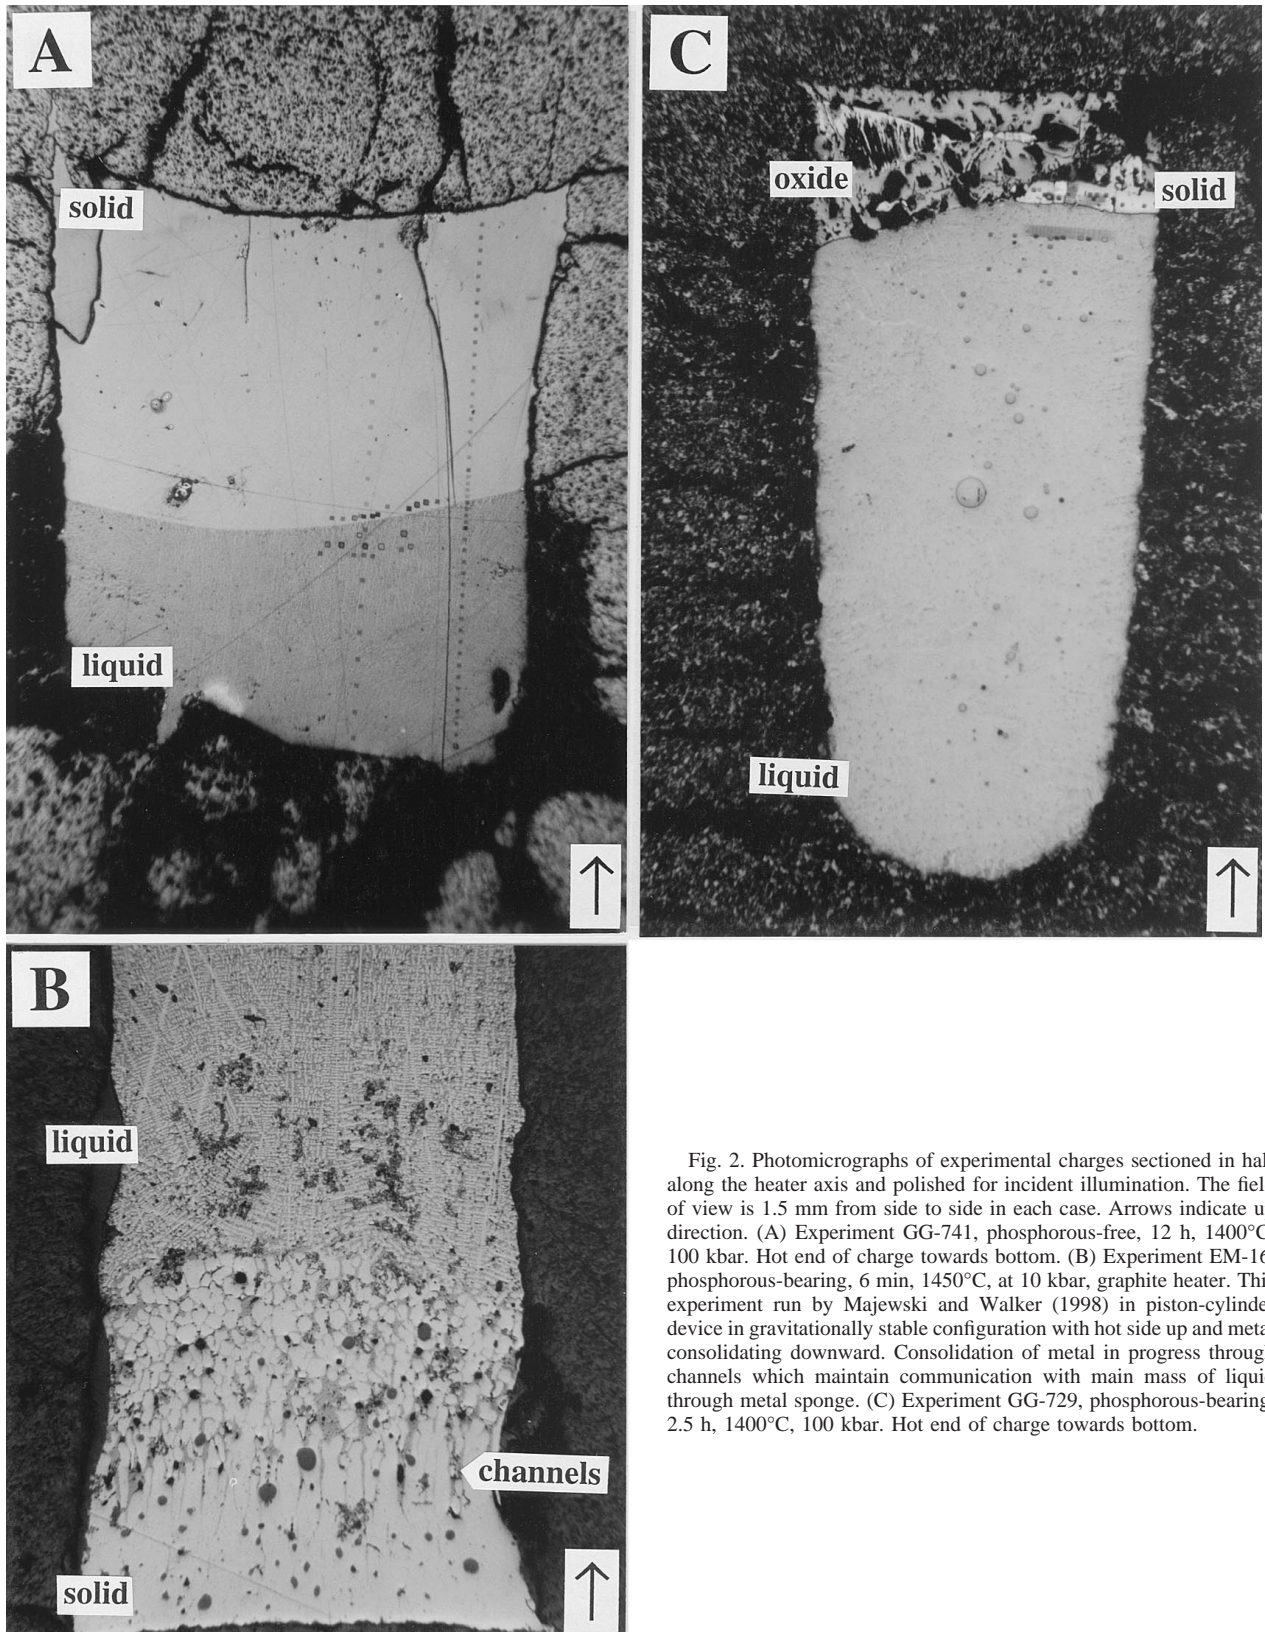 A
solid
liquid
C
oxide
solid
liquid
B
liquid
channels
solid
Fig. 2. Photomicrographs of experimental charges sectioned in hal
along the heater axis and polished for incident illumination. The fiel
of view is 1.5 mm from side to side in each case. Arrows indicate u
direction. (A) Experiment GG-741, phosphorous-free, 12 h, 1400°C
100 kbar. Hot end of charge towards bottom. (B) Experiment EM-16
phosphorous-bearing, 6 min, 1450°C, at 10 kbar, graphite heater. Thi
experiment run by Majewski and Walker (1998) in piston-cylinde
device in gravitationally stable configuration with hot side up and meta
consolidating downward. Consolidation of metal in progress throug
channels which maintain communication with main mass of liqui
through metal sponge. (C) Experiment GG-729, phosphorous-bearing
2.5 h, 1400°C, 100 kbar. Hot end of charge towards bottom.